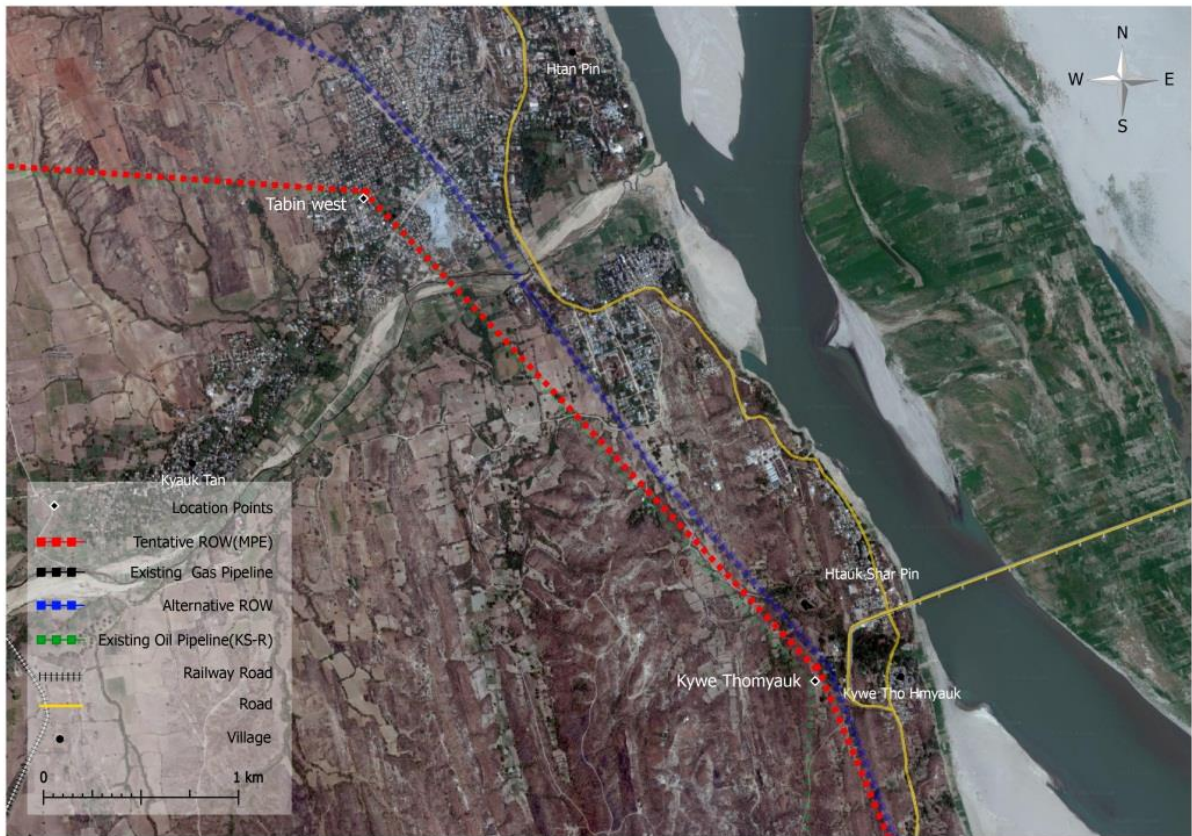 Htan Pin
N
W E
S
Tabin west
Kyauk Tan
Location Points
Tentative ROW(MPE)
Existing Gas Pipeline
Alternative ROW
Existing Oil Pipeline(KS-R)
Railway Road
Road
Village
0 1 km
Htauk Shar Pin
Kywe Thomyauk
Kywe Tho Hmyauk